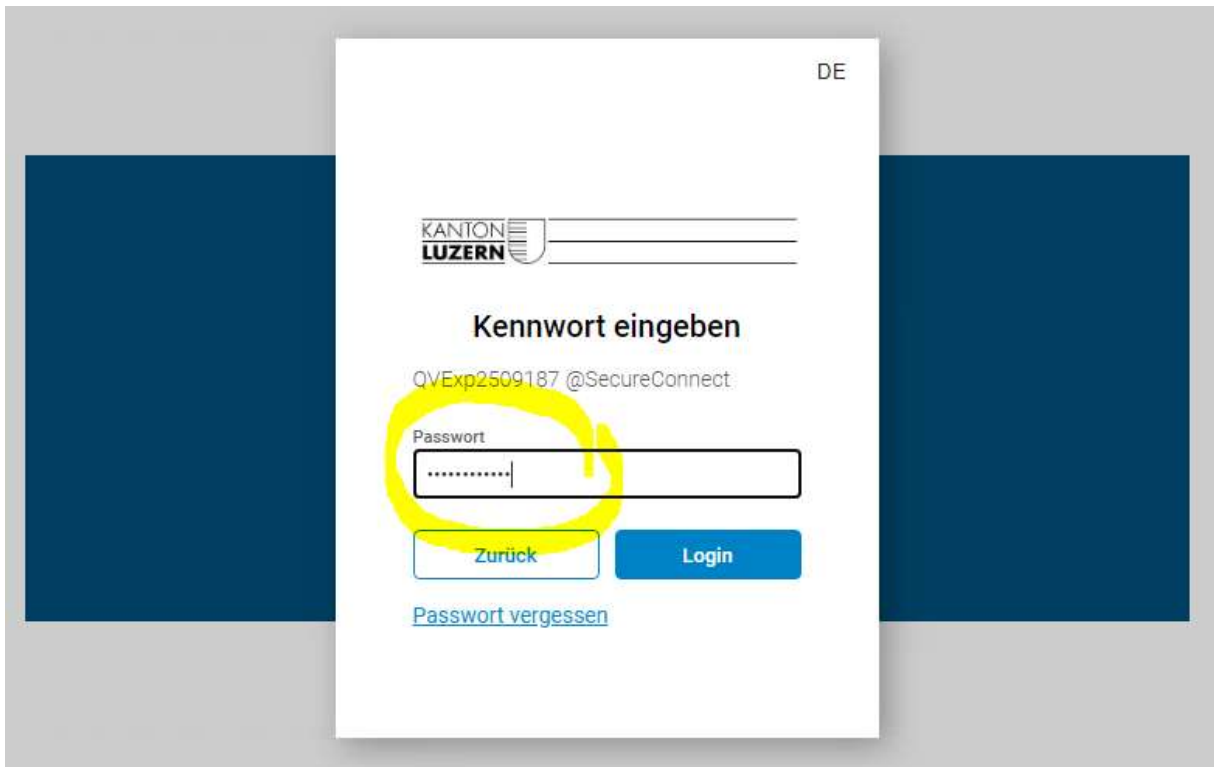 DE
KANTON
LUZERN
Kennwort eingeben
QVExp2509187 @SecureConnect
Passwort
••••••••••••
Zurück
Login
Passwort vergessen